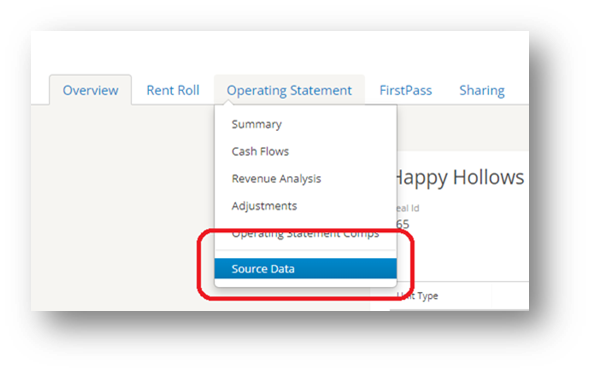 Overview Rent Roll Operating Statement FirstPass Sharing
Summary
Cash Flows
Revenue Analysis
Happy Hollows
Adjustments
eal Id
65
Operating Statement Comps
Source Data
Unit Type